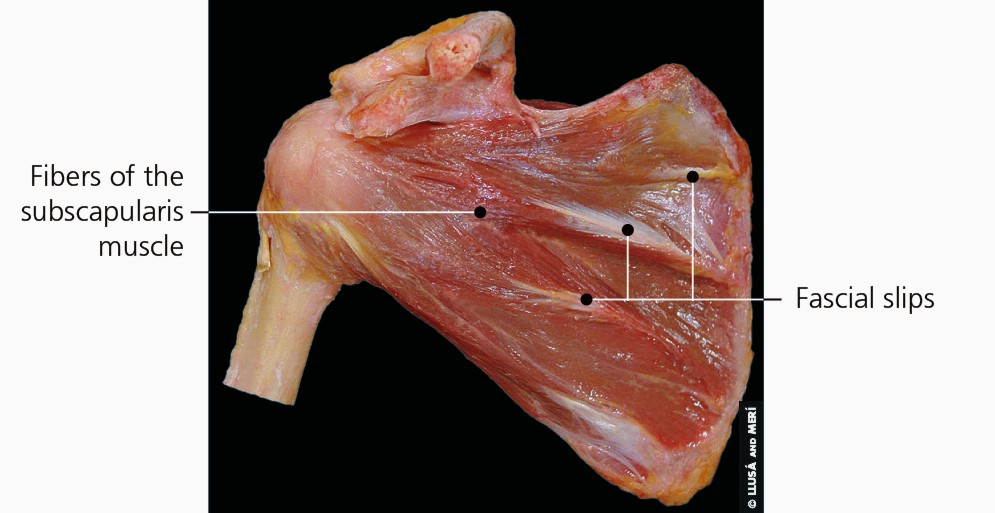 Fibers of the
subscapularis
muscle
Fascial slips
© LLUSÁ AND MERÍ